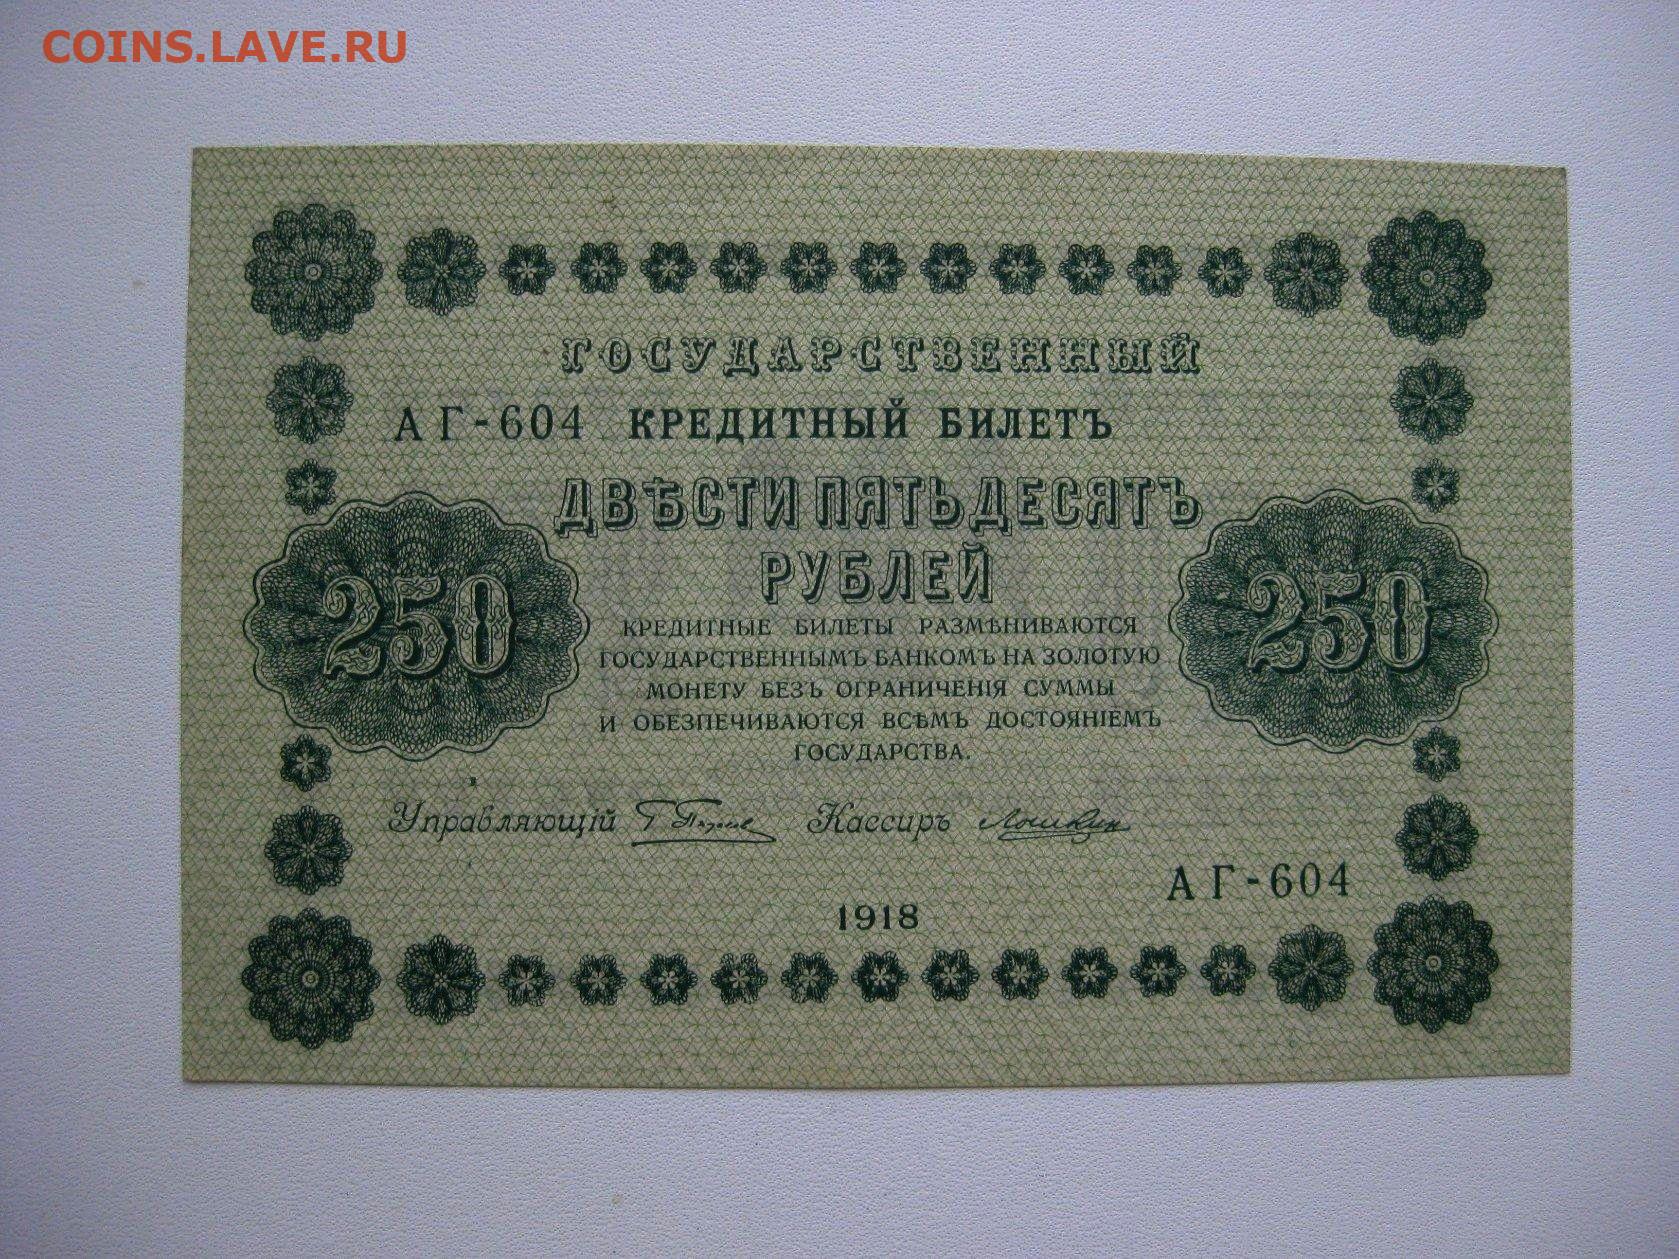 COINS.LAVE.RU
ГОСУДАРСТВЕННЫЙ
АГ-604 КРЕДИТНЫЙ БИЛЕТЪ
ДВѢСТИ ПЯТЬДЕСЯТЪ
РУБЛЕЙ
250
250
КРЕДИТНЫЕ БИЛЕТЫ РАЗМѢНИВАЮТСЯ
ГОСУДАРСТВЕННЫМЪ БАНКОМЪ НА ЗОЛОТУЮ
МОНЕТУ БЕЗЪ ОГРАНИЧЕНІЯ СУММЫ
И ОБЕЗПЕЧИВАЮТСЯ ВСѢМЪ ДОСТОЯНІЕМЪ
ГОСУДАРСТВА.
Управляющій Кассиръ
АГ-604
1918